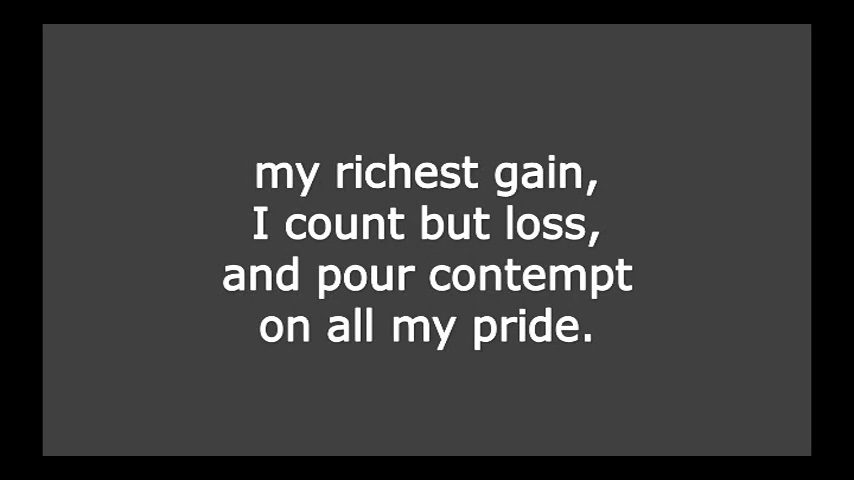 my richest gain,
I count but loss,
and pour contempt
on all my pride.